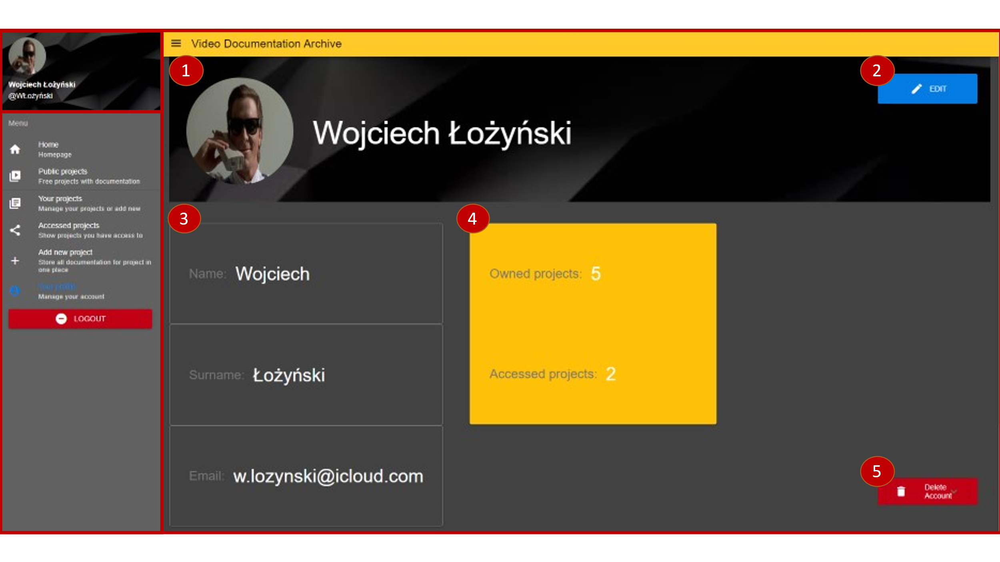 Wojciech Łożyński
@WŁożyński
Menu
Home
Homepage
Public projects
Free projects with documentation
Your projects
Manage your projects or add new
Accessed projects
Show projects you have access to
Add new project
Store all documentation for project in
one place
Your profile
Manage your account
LOGOUT
Video Documentation Archive
1
2
EDIT
Wojciech Łożyński
3
Name: Wojciech
Surname: Łożyński
Email: w.lozynski@icloud.com
4
Owned projects: 5
Accessed projects: 2
5
Delete
Account